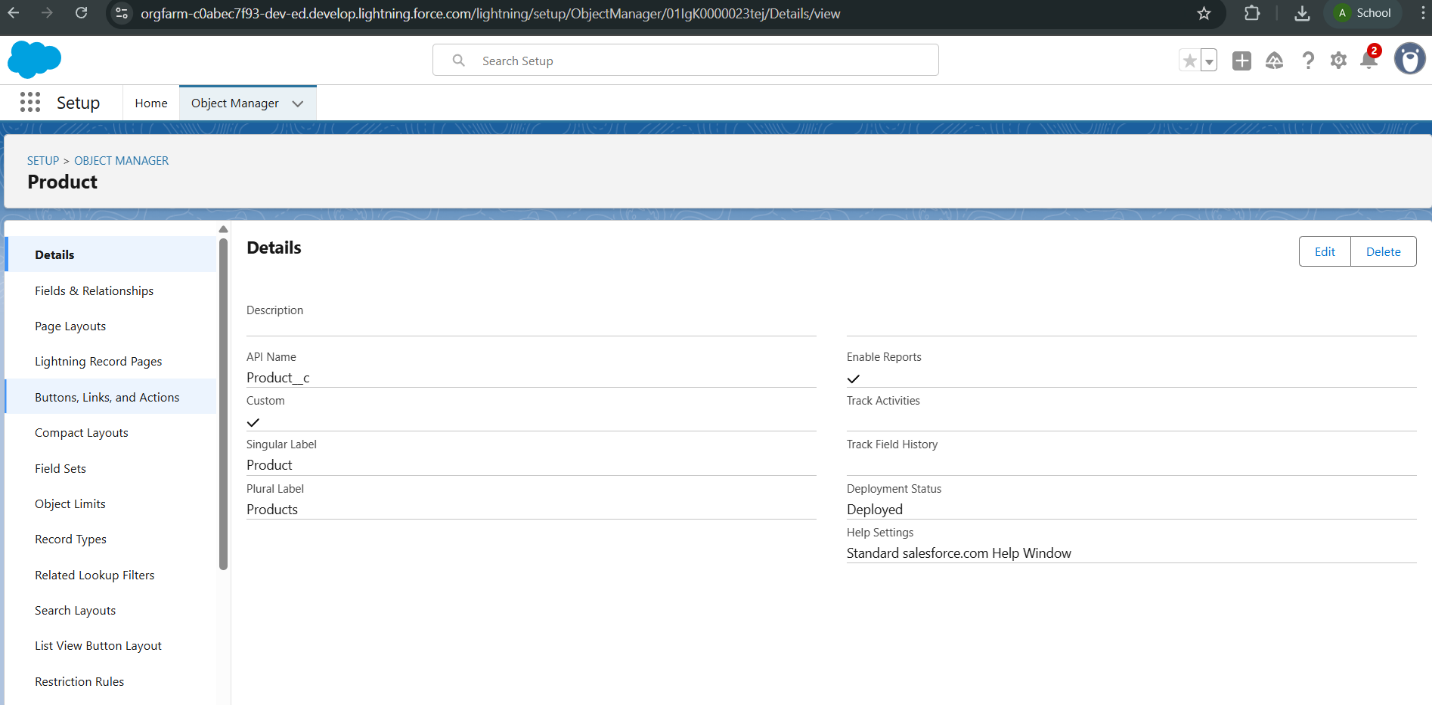 orgfarm-c0abec7f93-dev-ed.develop.lightning.force.com/lightning/setup/ObjectManager/01IgK0000023tej/Details/view
A School
Search Setup
2
Setup
Home
Object Manager
SETUP > OBJECT MANAGER
Product
Details
Fields & Relationships
Page Layouts
Lightning Record Pages
Buttons, Links, and Actions
Compact Layouts
Field Sets
Object Limits
Record Types
Related Lookup Filters
Search Layouts
List View Button Layout
Restriction Rules
Details
Edit
Delete
Description
API Name
Product__c
Custom
Singular Label
Product
Plural Label
Products
Enable Reports
Track Activities
Track Field History
Deployment Status
Deployed
Help Settings
Standard salesforce.com Help Window